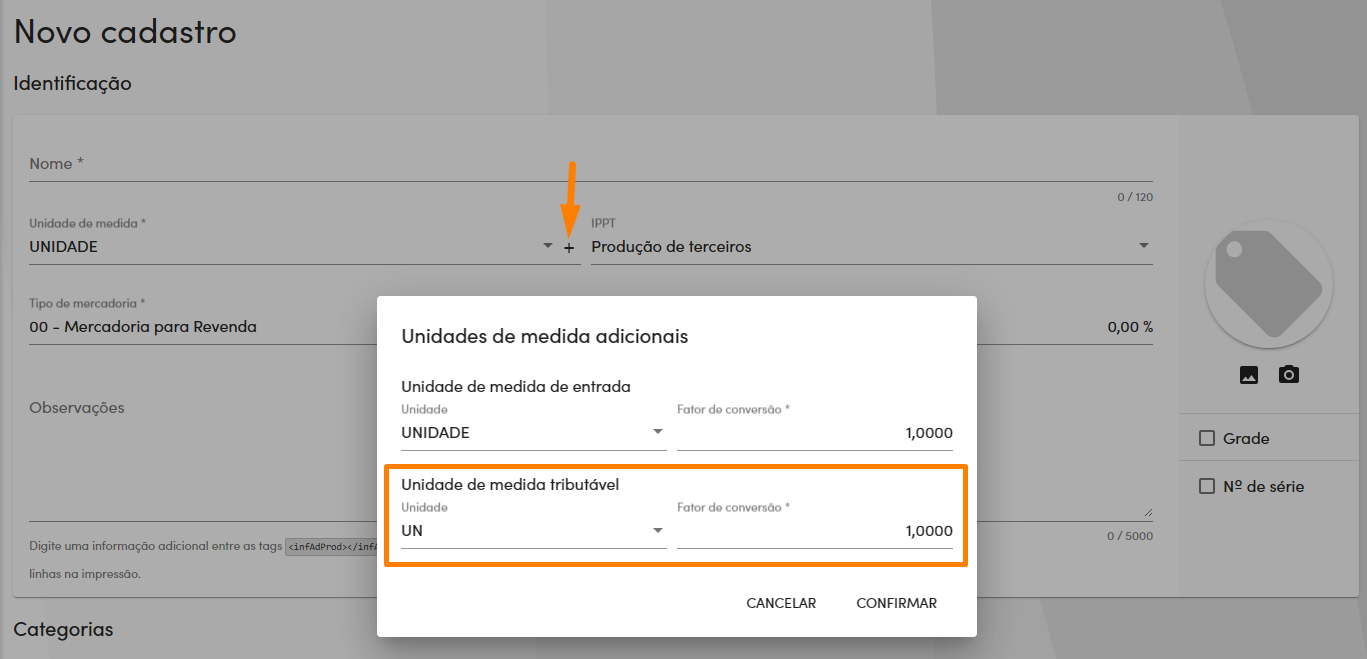 Novo cadastro
Identificação
Nome *
0 / 120
Unidade de medida *
UNIDADE
+
IPPT
Produção de terceiros
Tipo de mercadoria *
00 - Mercadoria para Revenda
0,00 %
Observações
0 / 5000
Digite uma informação adicional entre as tags <infAdProd></infA
linhas na impressão.
Grade
Nº de série
Unidades de medida adicionais
Unidade de medida de entrada
Unidade
UNIDADE
Fator de conversão *
1,0000
Unidade de medida tributável
Unidade
UN
Fator de conversão *
1,0000
CANCELAR
CONFIRMAR
Categorias